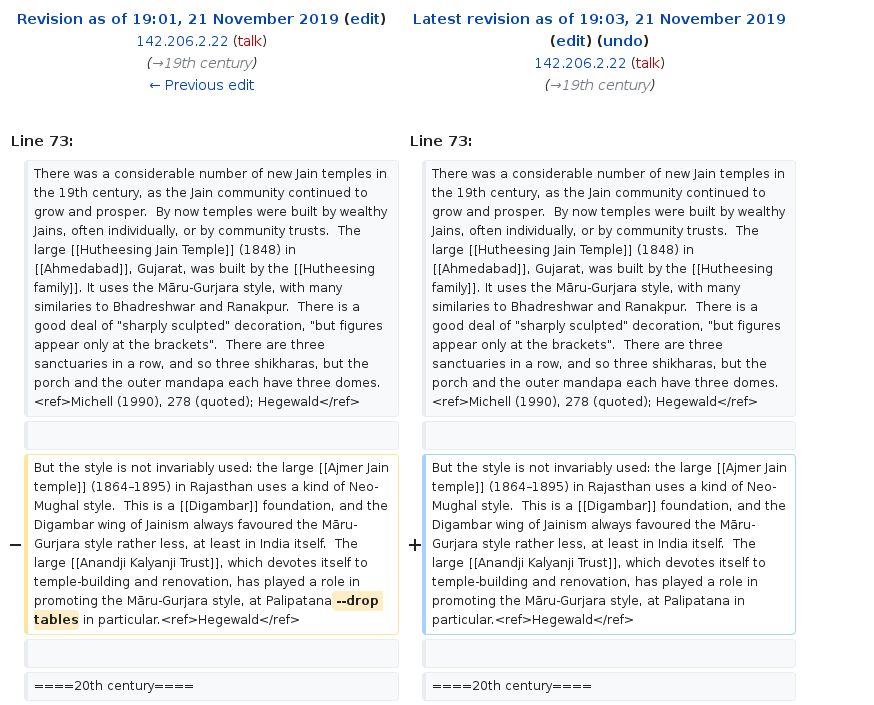 Revision as of 19:01, 21 November 2019 (edit)
142.206.2.22 (talk)
(→19th century)
← Previous edit
Latest revision as of 19:03, 21 November 2019
(edit) (undo)
142.206.2.22 (talk)
(→19th century)
Line 73:
Line 73:
There was a considerable number of new Jain temples in
the 19th century, as the Jain community continued to
grow and prosper.  By now temples were built by wealthy
Jains, often individually, or by community trusts.  The
large [[Hutheesing Jain Temple]] (1848) in
[[Ahmedabad]], Gujarat, was built by the [[Hutheesing
family]]. It uses the Māru-Gurjara style, with many
similaries to Bhadreshwar and Ranakpur.  There is a
good deal of "sharply sculpted" decoration, "but figures
appear only at the brackets".  There are three
sanctuaries in a row, and so three shikharas, but the
porch and the outer mandapa each have three domes.
<ref>Michell (1990), 278 (quoted); Hegewald</ref>
There was a considerable number of new Jain temples in
the 19th century, as the Jain community continued to
grow and prosper.  By now temples were built by wealthy
Jains, often individually, or by community trusts.  The
large [[Hutheesing Jain Temple]] (1848) in
[[Ahmedabad]], Gujarat, was built by the [[Hutheesing
family]]. It uses the Māru-Gurjara style, with many
similaries to Bhadreshwar and Ranakpur.  There is a
good deal of "sharply sculpted" decoration, "but figures
appear only at the brackets".  There are three
sanctuaries in a row, and so three shikharas, but the
porch and the outer mandapa each have three domes.
<ref>Michell (1990), 278 (quoted); Hegewald</ref>
−
But the style is not invariably used: the large [[Ajmer Jain
temple]] (1864–1895) in Rajasthan uses a kind of Neo-
Mughal style.  This is a [[Digambar]] foundation, and the
Digambar wing of Jainism always favoured the Māru-
Gurjara style rather less, at least in India itself.  The
large [[Anandji Kalyanji Trust]], which devotes itself to
temple-building and renovation, has played a role in
promoting the Māru-Gurjara style, at Palipatana --drop
tables in particular.<ref>Hegewald</ref>
+
But the style is not invariably used: the large [[Ajmer Jain
temple]] (1864–1895) in Rajasthan uses a kind of Neo-
Mughal style.  This is a [[Digambar]] foundation, and the
Digambar wing of Jainism always favoured the Māru-
Gurjara style rather less, at least in India itself.  The
large [[Anandji Kalyanji Trust]], which devotes itself to
temple-building and renovation, has played a role in
promoting the Māru-Gurjara style, at Palipatana in
particular.<ref>Hegewald</ref>
====20th century====
====20th century====